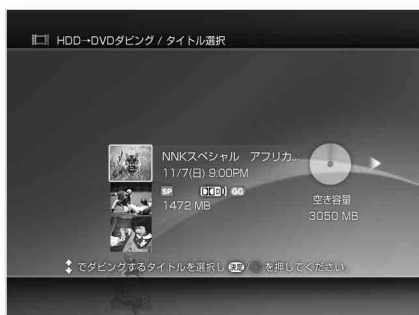 HDD→DVDダビング / タイトル選択
NNKスペシャル アフリカ...
11/7(日) 9:00PM
SP GG
1472 MB
空き容量
3050 MB
でダビングするタイトルを選択し 決定 / を押してください。